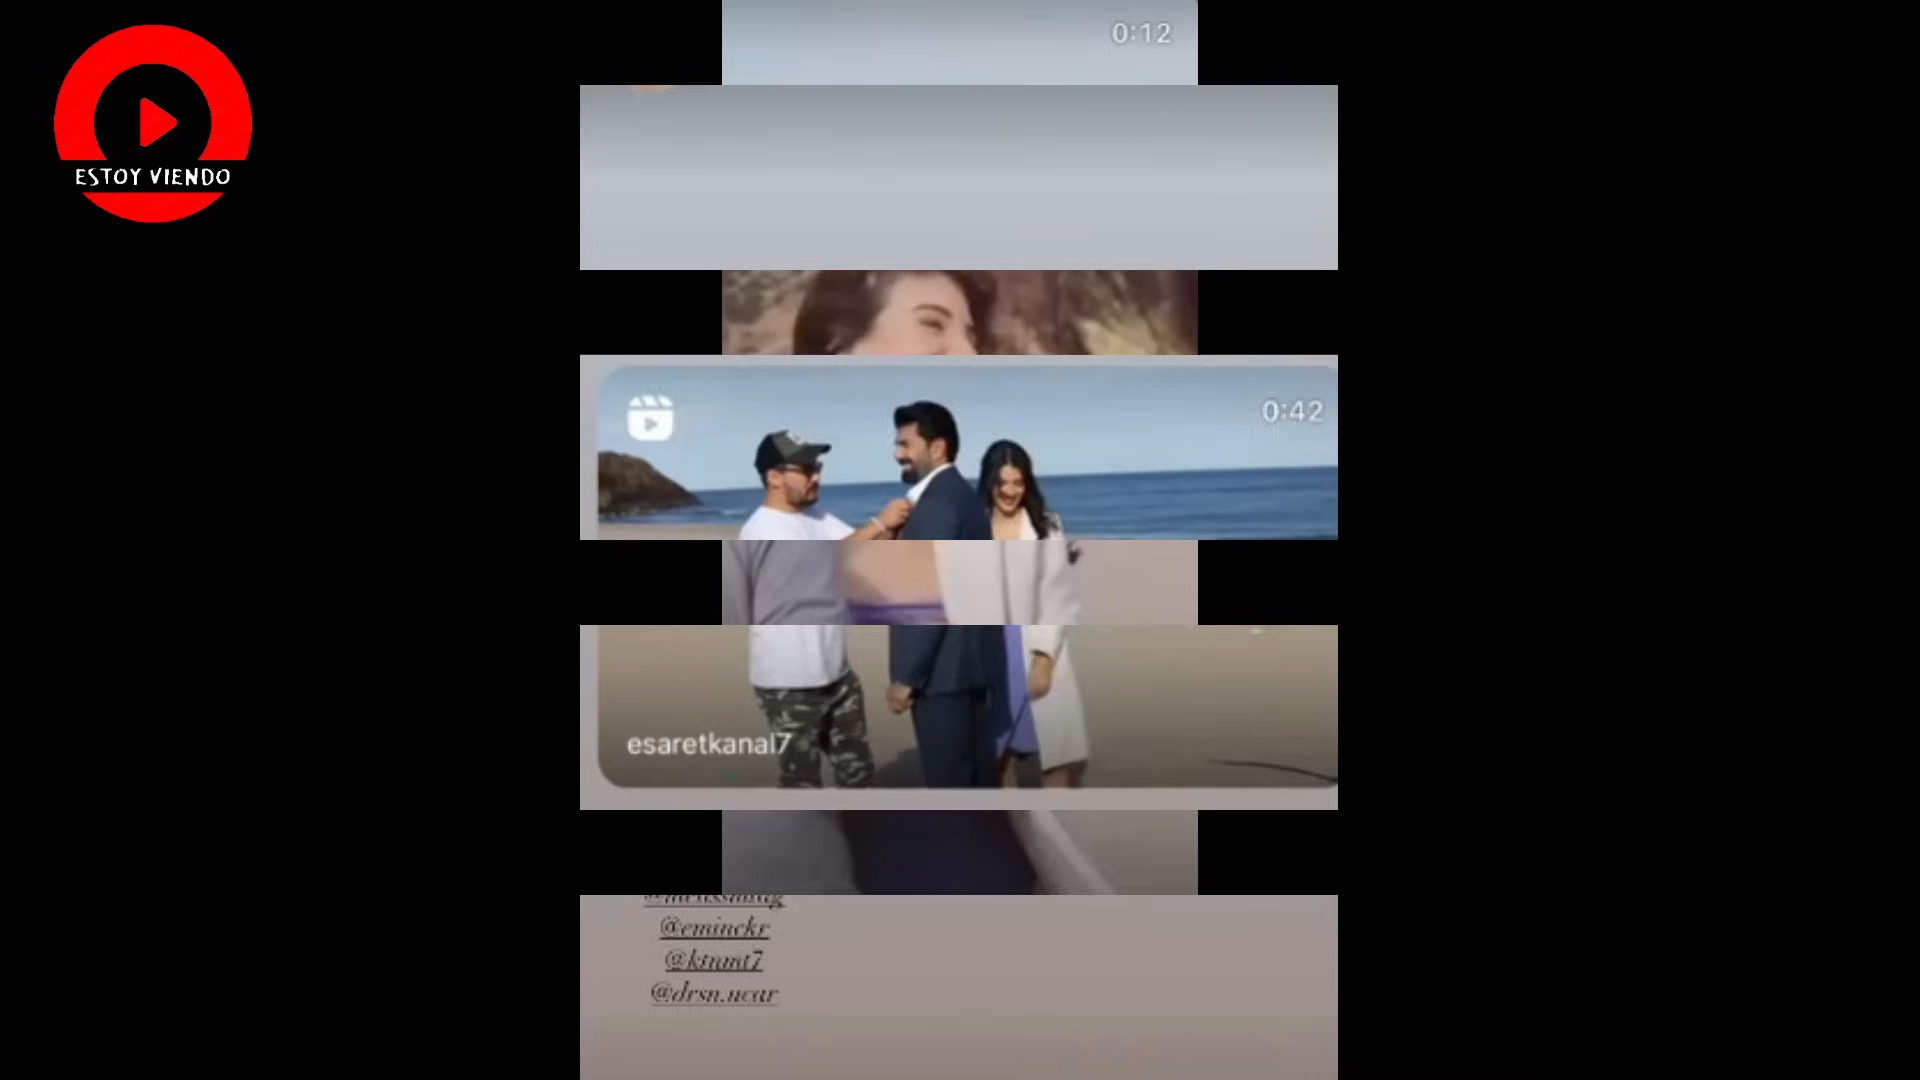 0:12
ESTOY VIENDO
0:42
esaretkanal7
@eminckr
@ktnmt7
@drsn.ucar